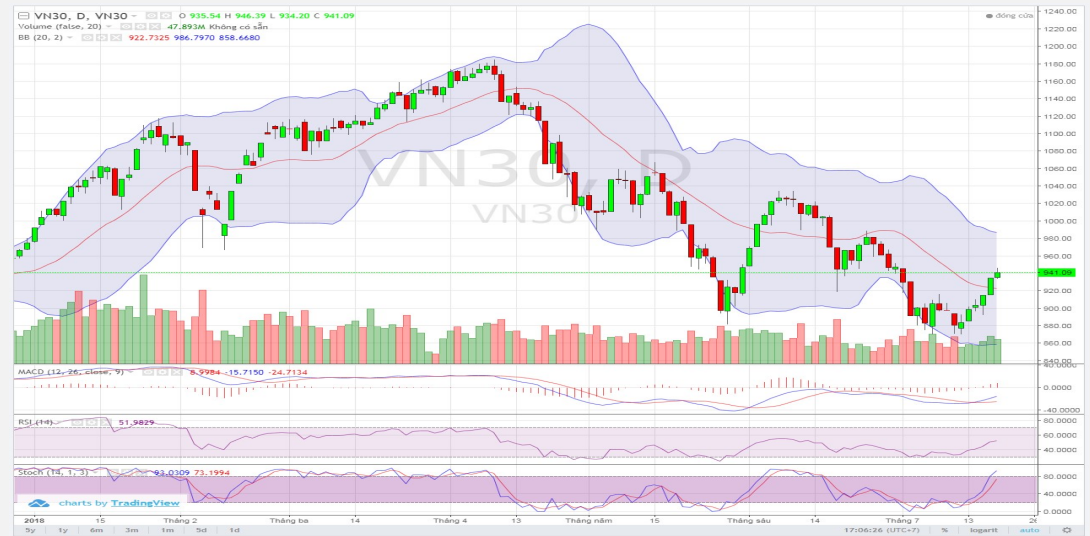 VN30, D, VN30 O 935.54 H 946.39 L 934.20 C 941.09
đóng cửa
Volume (false, 20) 47.893M Không có sẵn
BB (20, 2) 922.7325 986.7970 858.6680
VN30, D
VN30
1240.00
1220.00
1200.00
1180.00
1160.00
1140.00
1120.00
1100.00
1080.00
1060.00
1040.00
1020.00
1000.00
980.00
960.00
941.09
920.00
900.00
880.00
860.00
840.00
MACD (12, 26, close, 9) 8.9984 -15.7150 -24.7134
40.0000
0.0000
-40.0000
RSI (14) 51.9829
80.0000
40.0000
Stoch (14, 1, 3) 93.0309 73.1994
80.0000
40.0000
0.0000
charts by TradingView
2018 15 Tháng 2 Tháng ba 14 Tháng 4 13 Tháng năm 15 Tháng sáu 14 Tháng 7 13
5y 1y 6m 3m 1m 5d 1d 17:06:26 (UTC+7) % logarit auto